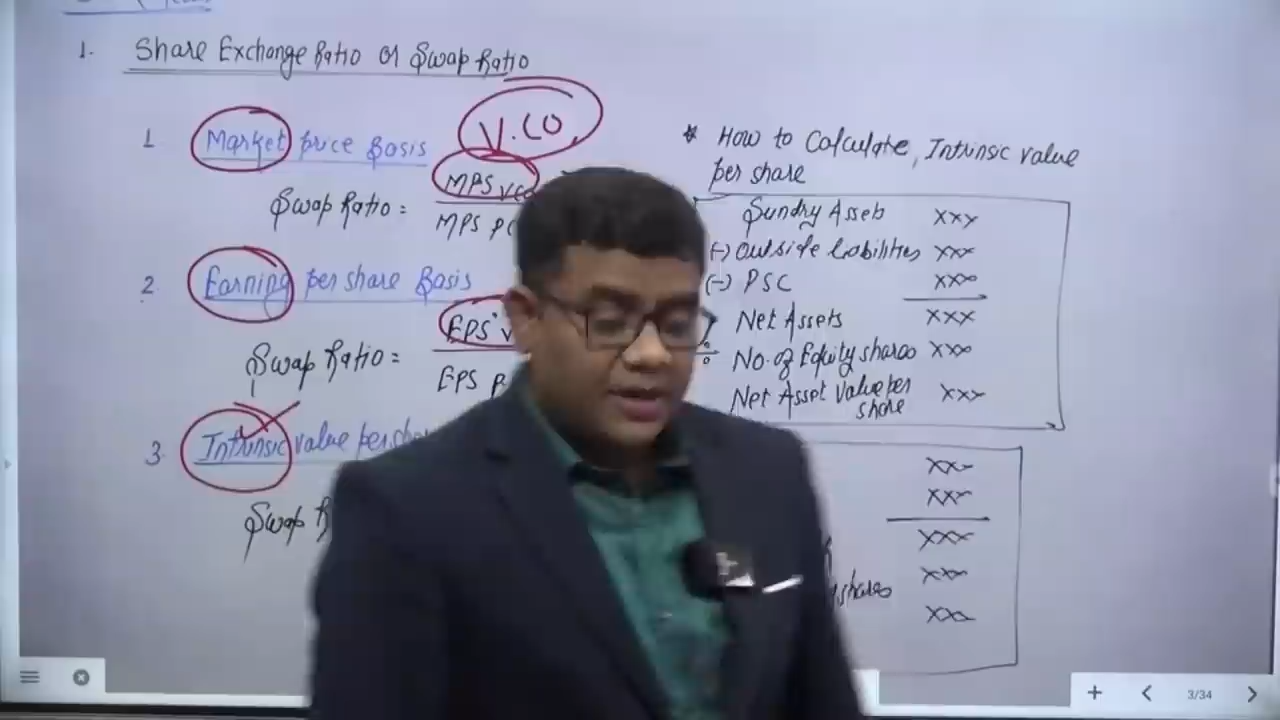 1. Share Exchange Ratio or Swap Ratio
1 Market price Basis
V.CO.
Swap Ratio = MPS
MPS
2 Earning per share Basis
Swap Ratio = EPS
EPS
3. Intrinsic value per
Swap
* How to Calculate, Intrinsic value
per share
Sundry Assets xxx
(-) outside liabilities xxx
(-) PSC xxx
Net Assets xxx
÷ No. of Equity shares xxx
Net Asset value per
share xxx
xxx
xxx
xxx
xxx
shares
xxx
3/34